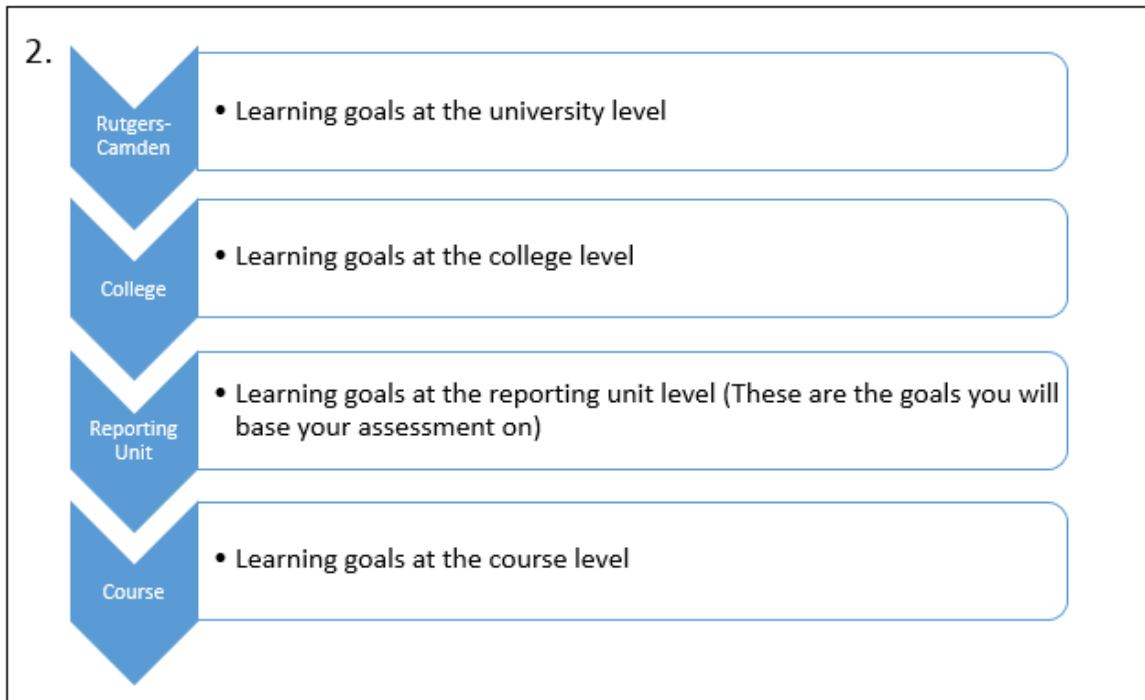 2.
Rutgers-
Camden
• Learning goals at the university level
College
• Learning goals at the college level
Reporting
Unit
• Learning goals at the reporting unit level (These are the goals you will
base your assessment on)
Course
• Learning goals at the course level